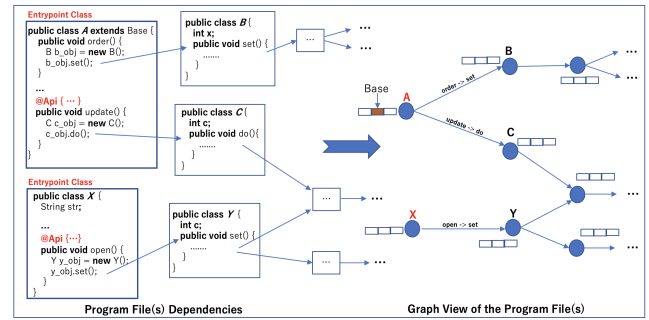 Entrypoint Class
public class A extends Base {
public void order() {
B b_obj = new B();
b_obj.set();
}
...
@Api { ... }
public void update() {
C c_obj = new C();
c_obj.do();
}
}
public class B {
int x;
public void set() {
.......
}
}
...
...
...
public class C {
int c;
public void do(){
.......
}
}
Entrypoint Class
public class X {
String str;
...
@Api {...}
public void open() {
Y y_obj = new Y();
y_obj.set();
}
}
public class Y {
int c;
public void set() {
.......
}
}
...
...
...
...
Program File(s) Dependencies
Base
A
order -> set
B
...
...
update -> do
C
...
X
open -> set
Y
...
Graph View of the Program File(s)